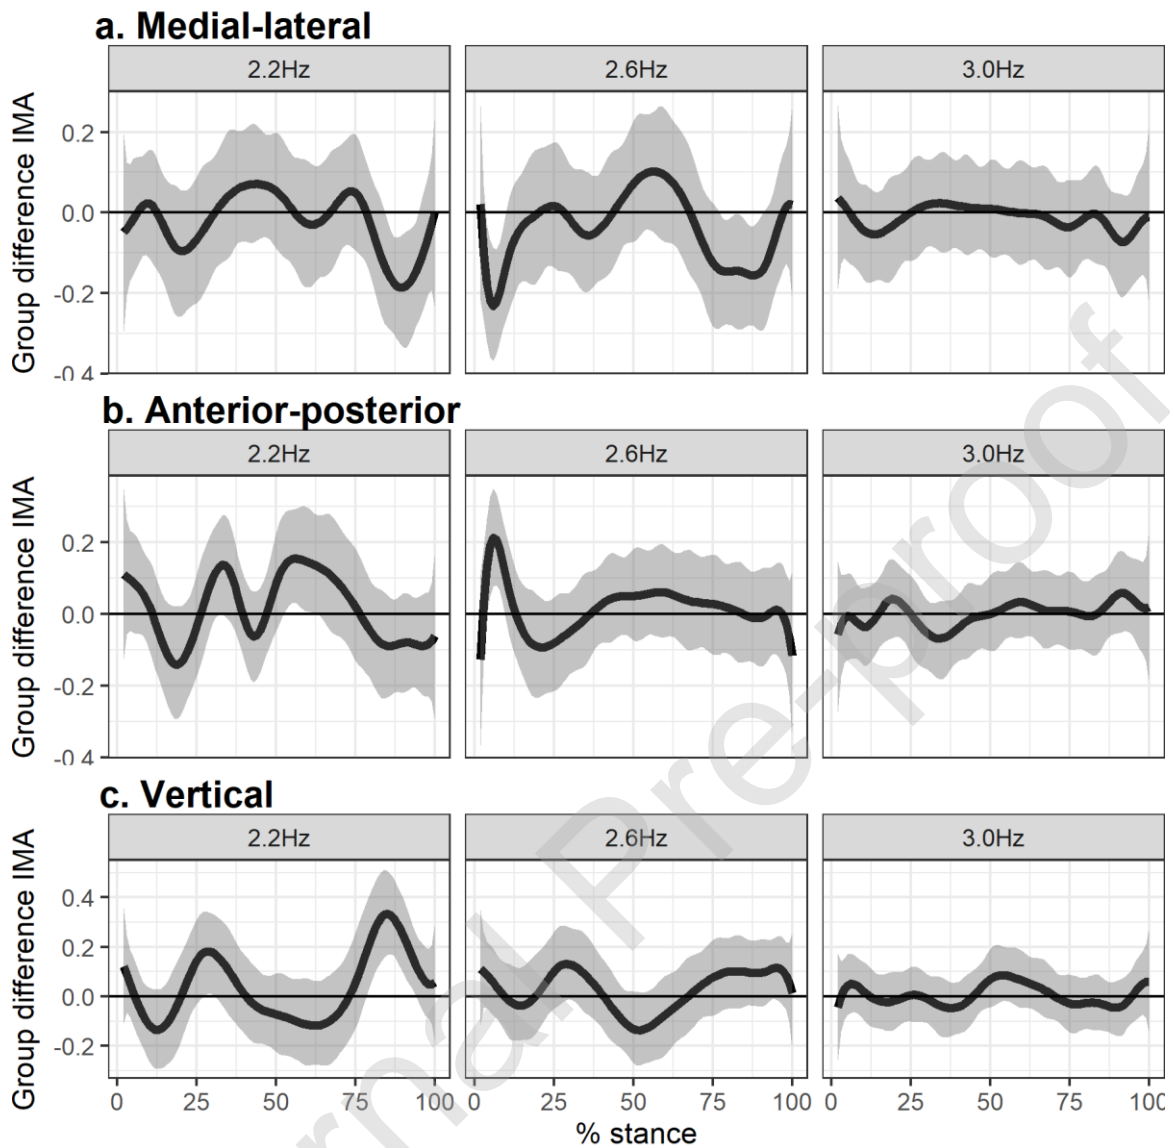 a. Medial-lateral
2.2Hz 2.6Hz 3.0Hz
Group difference IMA
0.2
0.0
-0.2
-0.4
b. Anterior-posterior
2.2Hz 2.6Hz 3.0Hz
Group difference IMA
0.2
0.0
-0.2
-0.4
c. Vertical
2.2Hz 2.6Hz 3.0Hz
Group difference IMA
0.4
0.2
0.0
-0.2
0 25 50 75 100 0 25 50 75 100 0 25 50 75 100
% stance
rnal Pre-proof